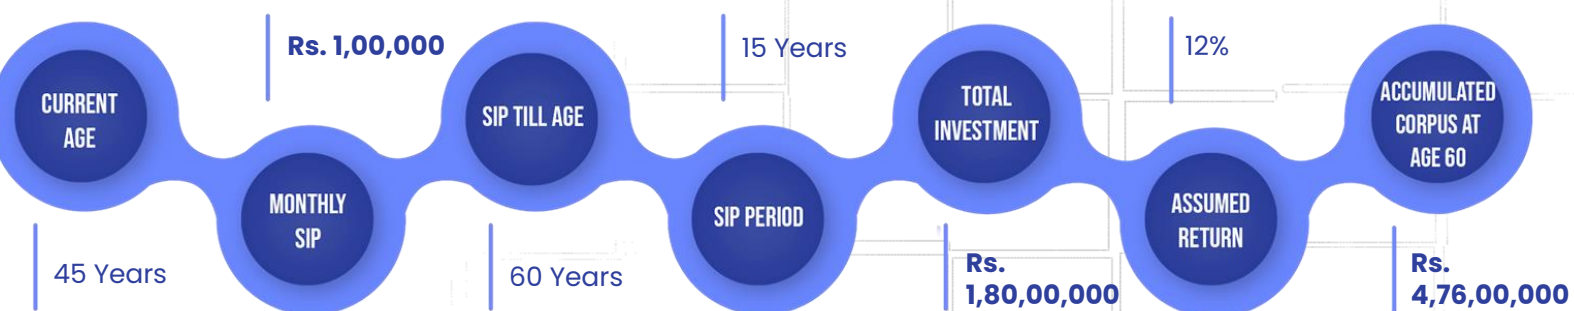 CURRENT
AGE
45 Years
Rs. 1,00,000
MONTHLY
SIP
SIP TILL AGE
60 Years
15 Years
SIP PERIOD
TOTAL
INVESTMENT
Rs.
1,80,00,000
12%
ASSUMED
RETURN
ACCUMULATED
CORPUS AT
AGE 60
Rs.
4,76,00,000